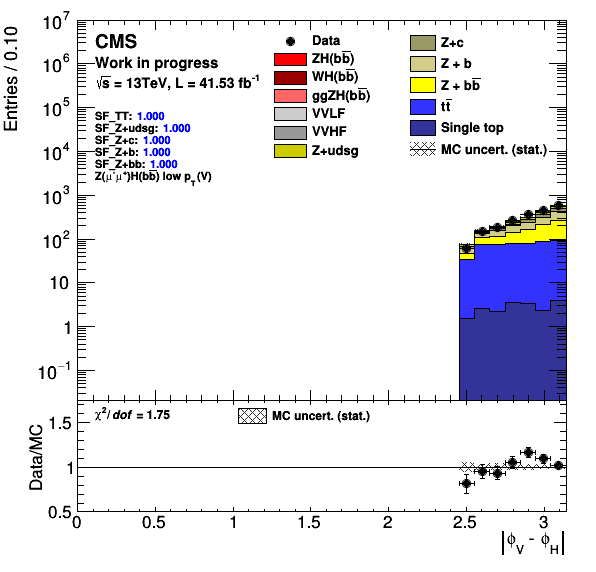 Entries / 0.10
10⁷
10⁶
10⁵
10⁴
10³
10²
10
1
10⁻¹
CMS
Work in progress
√s = 13TeV, L = 41.53 fb⁻¹
SF_TT: 1.000
SF_Z+udsg: 1.000
SF_Z+c: 1.000
SF_Z+b: 1.000
SF_Z+bb: 1.000
Z(μ⁻μ⁺)H(bb̅) low p_T(V)
Data
ZH(bb̅)
WH(bb̅)
ggZH(bb̅)
VVLF
VVHF
Z+udsg
Z+c
Z + b
Z + bb̅
tt̅
Single top
MC uncert. (stat.)
Data/MC
1.5
1
0.5
χ²/dof = 1.75
MC uncert. (stat.)
0 0.5 1 1.5 2 2.5 3
|ϕ_V - ϕ_H|